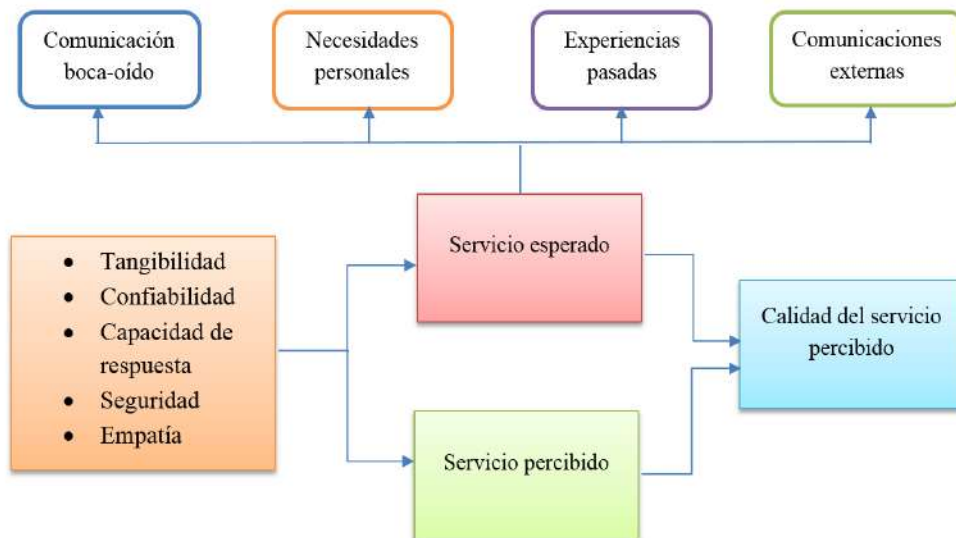 Comunicación
boca-oído
Necesidades
personales
Experiencias
pasadas
Comunicaciones
externas
Servicio esperado
• Tangibilidad
• Confiabilidad
• Capacidad de
respuesta
• Seguridad
• Empatía
Calidad del servicio
percibido
Servicio percibido